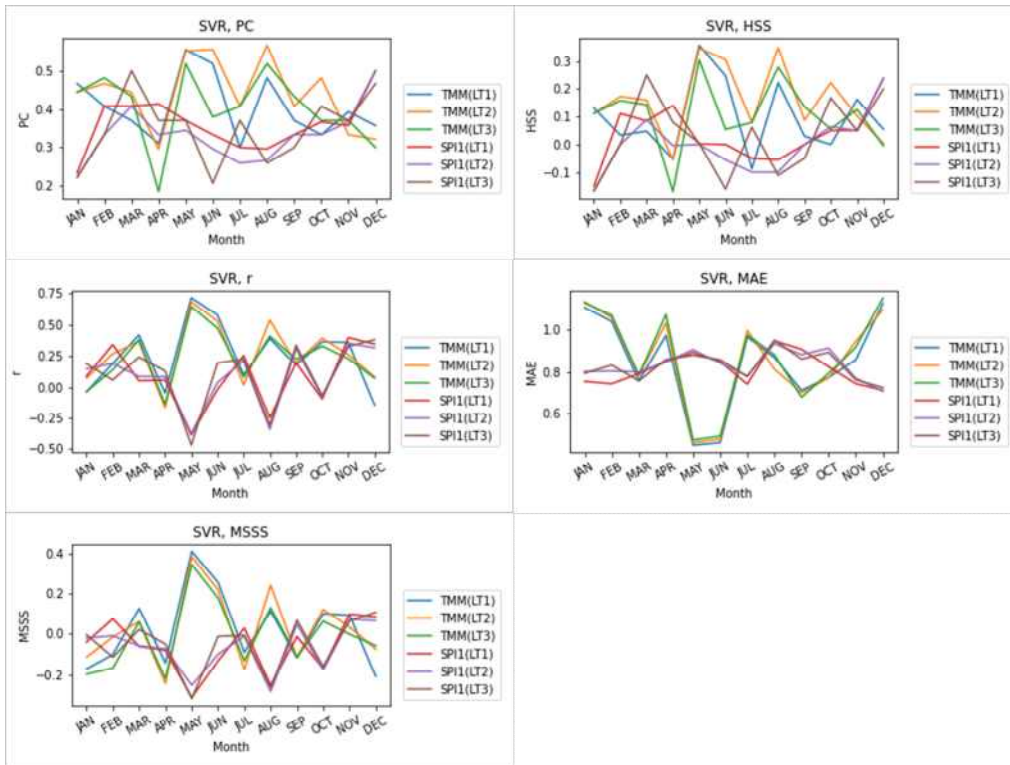 SVR, PC
PC
0.5
0.4
0.3
0.2
JAN FEB MAR APR MAY JUN JUL AUG SEP OCT NOV DEC
Month
TMM(LT1)
TMM(LT2)
TMM(LT3)
SPI1(LT1)
SPI1(LT2)
SPI1(LT3)
SVR, HSS
HSS
0.3
0.2
0.1
0.0
−0.1
JAN FEB MAR APR MAY JUN JUL AUG SEP OCT NOV DEC
Month
TMM(LT1)
TMM(LT2)
TMM(LT3)
SPI1(LT1)
SPI1(LT2)
SPI1(LT3)
SVR, r
r
0.75
0.50
0.25
0.00
−0.25
−0.50
JAN FEB MAR APR MAY JUN JUL AUG SEP OCT NOV DEC
Month
TMM(LT1)
TMM(LT2)
TMM(LT3)
SPI1(LT1)
SPI1(LT2)
SPI1(LT3)
SVR, MAE
MAE
1.0
0.8
0.6
JAN FEB MAR APR MAY JUN JUL AUG SEP OCT NOV DEC
Month
TMM(LT1)
TMM(LT2)
TMM(LT3)
SPI1(LT1)
SPI1(LT2)
SPI1(LT3)
SVR, MSSS
MSSS
0.4
0.2
0.0
−0.2
JAN FEB MAR APR MAY JUN JUL AUG SEP OCT NOV DEC
Month
TMM(LT1)
TMM(LT2)
TMM(LT3)
SPI1(LT1)
SPI1(LT2)
SPI1(LT3)